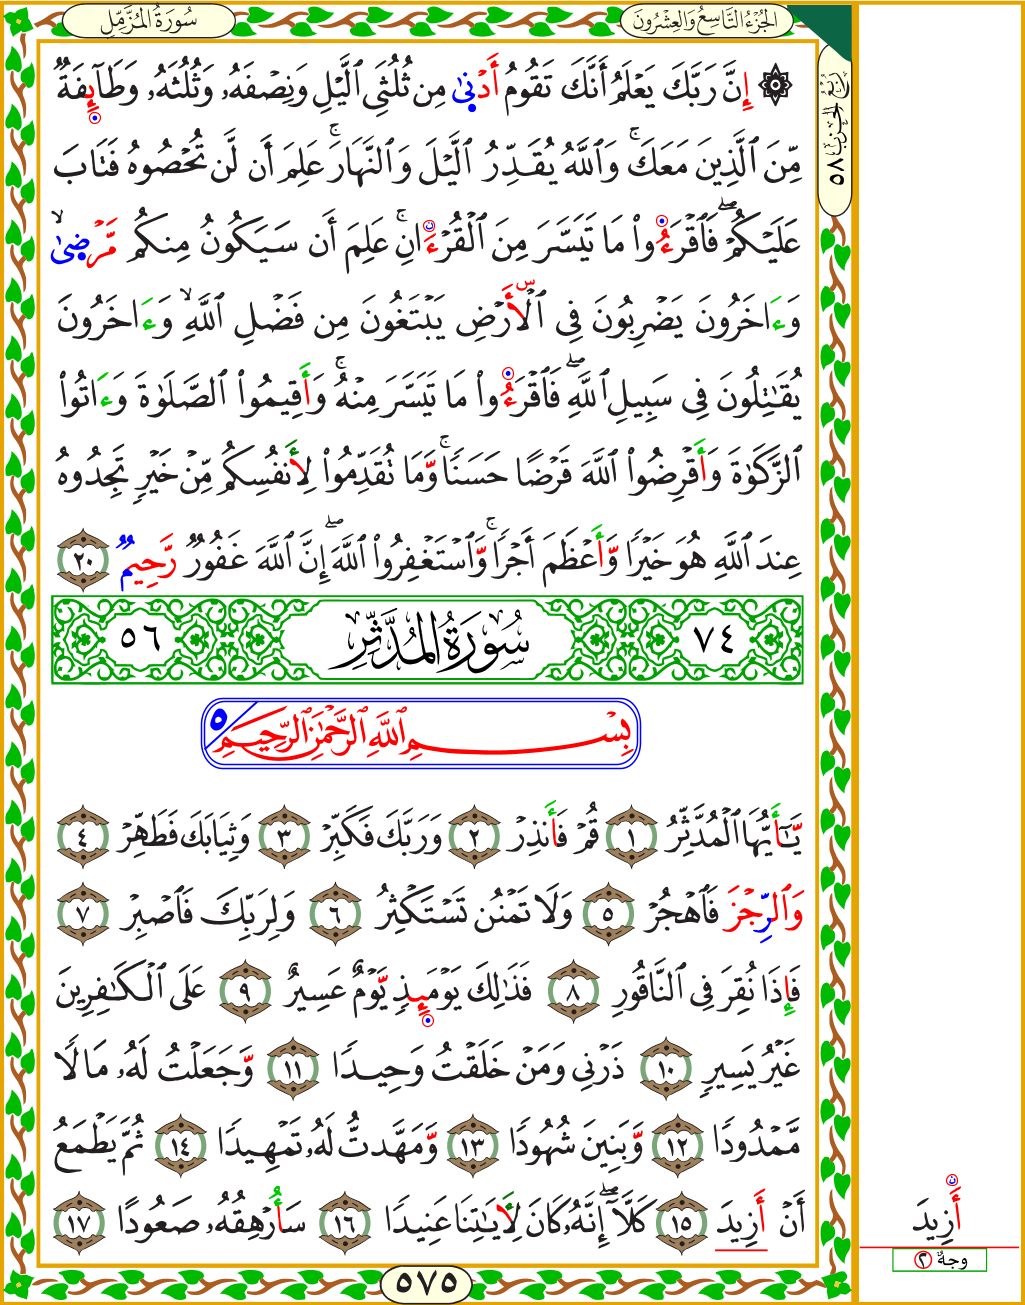 سُورَةُ الْمُزَّمِّلِ
الجُزْءُ التَّاسِعُ وَالعِشْرُونَ
۞ إِنَّ رَبَّكَ يَعْلَمُ أَنَّكَ تَقُومُ أَدْنَىٰ مِن ثُلُثَيِ ٱلَّيْلِ وَنِصْفَهُۥ وَثُلُثَهُۥ وَطَآئِفَةٌ
مِّنَ ٱلَّذِينَ مَعَكَۚ وَٱللَّهُ يُقَدِّرُ ٱلَّيْلَ وَٱلنَّهَارَۚ عَلِمَ أَن لَّن تُحْصُوهُ فَتَابَ
عَلَيْكُمْۖ فَٱقْرَءُوا۟ مَا تَيَسَّرَ مِنَ ٱلْقُرْءَانِۚ عَلِمَ أَن سَيَكُونُ مِنكُم مَّرْضَىٰۙ
وَءَاخَرُونَ يَضْرِبُونَ فِى ٱلْأَرْضِ يَبْتَغُونَ مِن فَضْلِ ٱللَّهِۙ وَءَاخَرُونَ
يُقَٰتِلُونَ فِى سَبِيلِ ٱللَّهِۖ فَٱقْرَءُوا۟ مَا تَيَسَّرَ مِنْهُۚ وَأَقِيمُوا۟ ٱلصَّلَوٰةَ وَءَاتُوا۟
ٱلزَّكَوٰةَ وَأَقْرِضُوا۟ ٱللَّهَ قَرْضًا حَسَنًاۚ وَمَا تُقَدِّمُوا۟ لِأَنفُسِكُم مِّنْ خَيْرٍ تَجِدُوهُ
عِندَ ٱللَّهِ هُوَ خَيْرًا وَأَعْظَمَ أَجْرًاۚ وَٱسْتَغْفِرُوا۟ ٱللَّهَۖ إِنَّ ٱللَّهَ غَفُورٌ رَّحِيمٌۢ ٢٠
٧٤ سُورَةُ الْمُدَّثِّرِ ٥٦
بِسْمِ ٱللَّهِ ٱلرَّحْمَٰنِ ٱلرَّحِيمِ ٥
يَٰٓأَيُّهَا ٱلْمُدَّثِّرُ ١ قُمْ فَأَنذِرْ ٢ وَرَبَّكَ فَكَبِّرْ ٣ وَثِيَابَكَ فَطَهِّرْ ٤
وَٱلرِّجْزَ فَٱهْجُرْ ٥ وَلَا تَمْنُن تَسْتَكْثِرُ ٦ وَلِرَبِّكَ فَٱصْبِرْ ٧
فَإِذَا نُقِرَ فِى ٱلنَّاقُورِ ٨ فَذَٰلِكَ يَوْمَئِذٍ يَوْمٌ عَسِيرٌ ٩ عَلَى ٱلْكَٰفِرِينَ
غَيْرُ يَسِيرٍ ١٠ ذَرْنِى وَمَنْ خَلَقْتُ وَحِيدًا ١١ وَجَعَلْتُ لَهُۥ مَالًا
مَّمْدُودًا ١٢ وَبَنِينَ شُهُودًا ١٣ وَمَهَّدتُّ لَهُۥ تَمْهِيدًا ١٤ ثُمَّ يَطْمَعُ
أَنْ أَزِيدَ ١٥ كَلَّآۖ إِنَّهُۥ كَانَ لِءَايَٰتِنَا عَنِيدًا ١٦ سَأُرْهِقُهُۥ صَعُودًا ١٧
٥٧٥
رُبْعُ الحِزْبِ ٥٨
أَزِيدَ
وجهٌ ٢